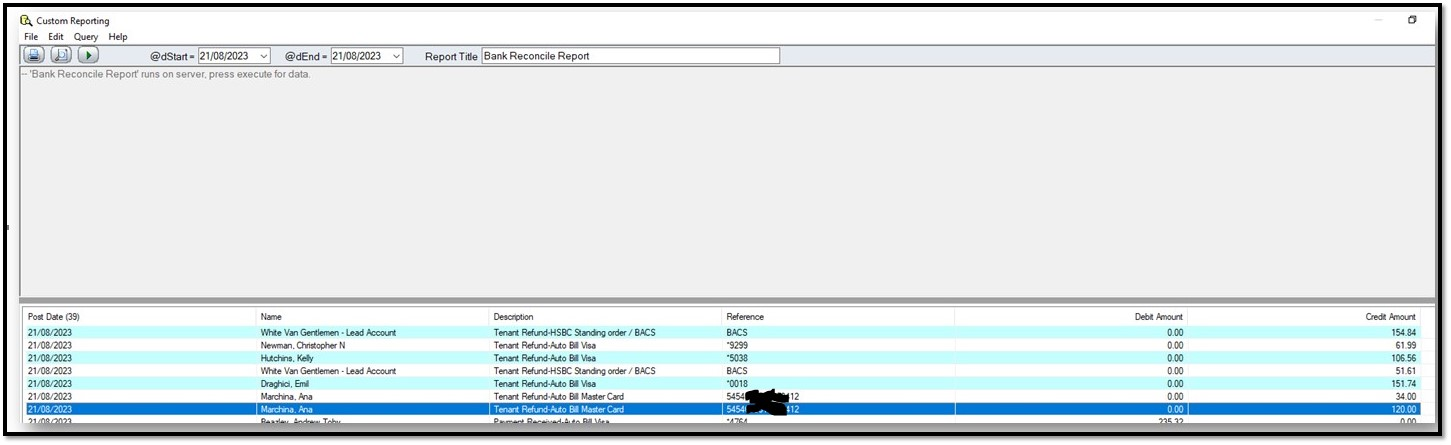 Custom Reporting
File Edit Query Help
@dStart = 21/08/2023 @dEnd = 21/08/2023 Report Title Bank Reconcile Report
-- 'Bank Reconcile Report' runs on server, press execute for data.
Post Date (39) Name Description Reference Debit Amount Credit Amount
21/08/2023 White Van Gentlemen - Lead Account Tenant Refund-HSBC Standing order / BACS BACS 0.00 154.84
21/08/2023 Newman, Christopher N Tenant Refund-Auto Bill Visa *9299 0.00 61.99
21/08/2023 Hutchins, Kelly Tenant Refund-Auto Bill Visa *5038 0.00 106.56
21/08/2023 White Van Gentlemen - Lead Account Tenant Refund-HSBC Standing order / BACS BACS 0.00 51.61
21/08/2023 Draghici, Emil Tenant Refund-Auto Bill Visa *0018 0.00 151.74
21/08/2023 Marchina, Ana Tenant Refund-Auto Bill Master Card 0.00 34.00
21/08/2023 Marchina, Ana Tenant Refund-Auto Bill Master Card 0.00 120.00
21/08/2023 Beazley, Andrew Toby Payment Received-Auto Bill Visa *4754 235.32 0.00